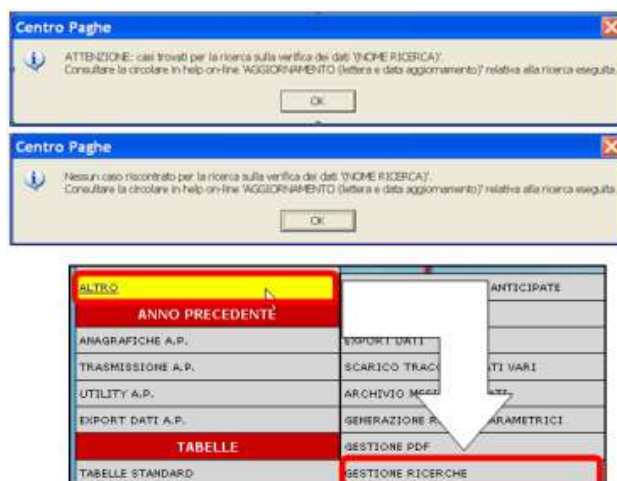 Centro Paghe
ATTENZIONE: casi trovati per la ricerca sulla verifica dei dati '(NOME RICERCA)'.
Consultare la circolare in help on-line 'AGGIORNAMENTO (lettera e data aggiornamento)' relativa alla ricerca eseguita.
OK
Centro Paghe
Nessun caso riscontrato per la ricerca sulla verifica dei dati '(NOME RICERCA)'.
Consultare la circolare in help on-line 'AGGIORNAMENTO (lettera e data aggiornamento)' relativa alla ricerca eseguita.
OK
ALTRO
ANTICIPATE
ANNO PRECEDENTE
ANAGRAFICHE A.P.
EXPORT DATI
TRASMISSIONE A.P.
SCARICO TRACC
TI VARI
UTILITY A.P.
ARCHIVIO
EXPORT DATI A.P.
GENERAZIONE
ARAMETRICI
TABELLE
GESTIONE PDF
TABELLE STANDARD
GESTIONE RICERCHE